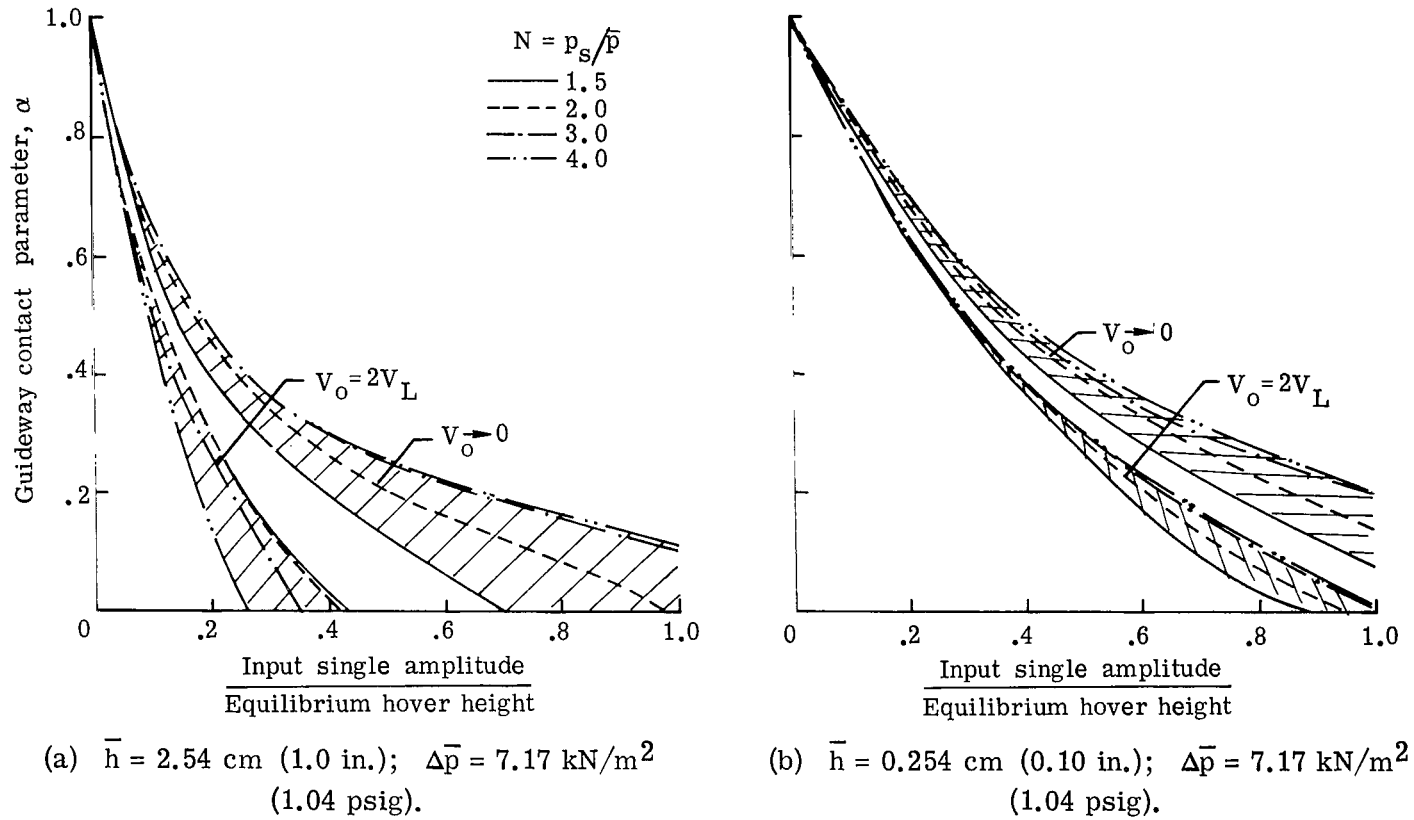 N = p_s/p̅
1.5
2.0
3.0
4.0
Guideway contact parameter, α
1.0
.8
.6
.4
.2
V_o = 2V_L
V_o → 0
0 .2 .4 .6 .8 1.0
Input single amplitude
Equilibrium hover height
(a) h̅ = 2.54 cm (1.0 in.); Δp̅ = 7.17 kN/m²
(1.04 psig).
V_o → 0
V_o = 2V_L
0 .2 .4 .6 .8 1.0
Input single amplitude
Equilibrium hover height
(b) h̅ = 0.254 cm (0.10 in.); Δp̅ = 7.17 kN/m²
(1.04 psig).